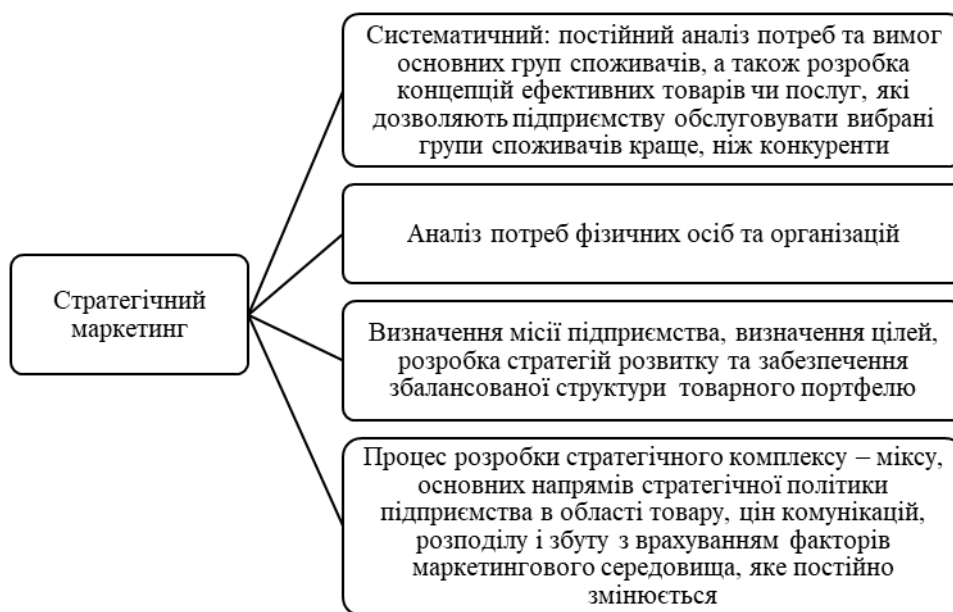 Систематичний: постійний аналіз потреб та вимог
основних груп споживачів, а також розробка
концепцій ефективних товарів чи послуг, які
дозволяють підприємству обслуговувати вибрані
групи споживачів краще, ніж конкуренти
Аналіз потреб фізичних осіб та організацій
Стратегічний
маркетинг
Визначення місії підприємства, визначення цілей,
розробка стратегій розвитку та забезпечення
збалансованої структури товарного портфелю
Процес розробки стратегічного комплексу – міксу,
основних напрямів стратегічної політики
підприємства в області товару, цін комунікацій,
розподілу і збуту з врахуванням факторів
маркетингового середовища, яке постійно
змінюється